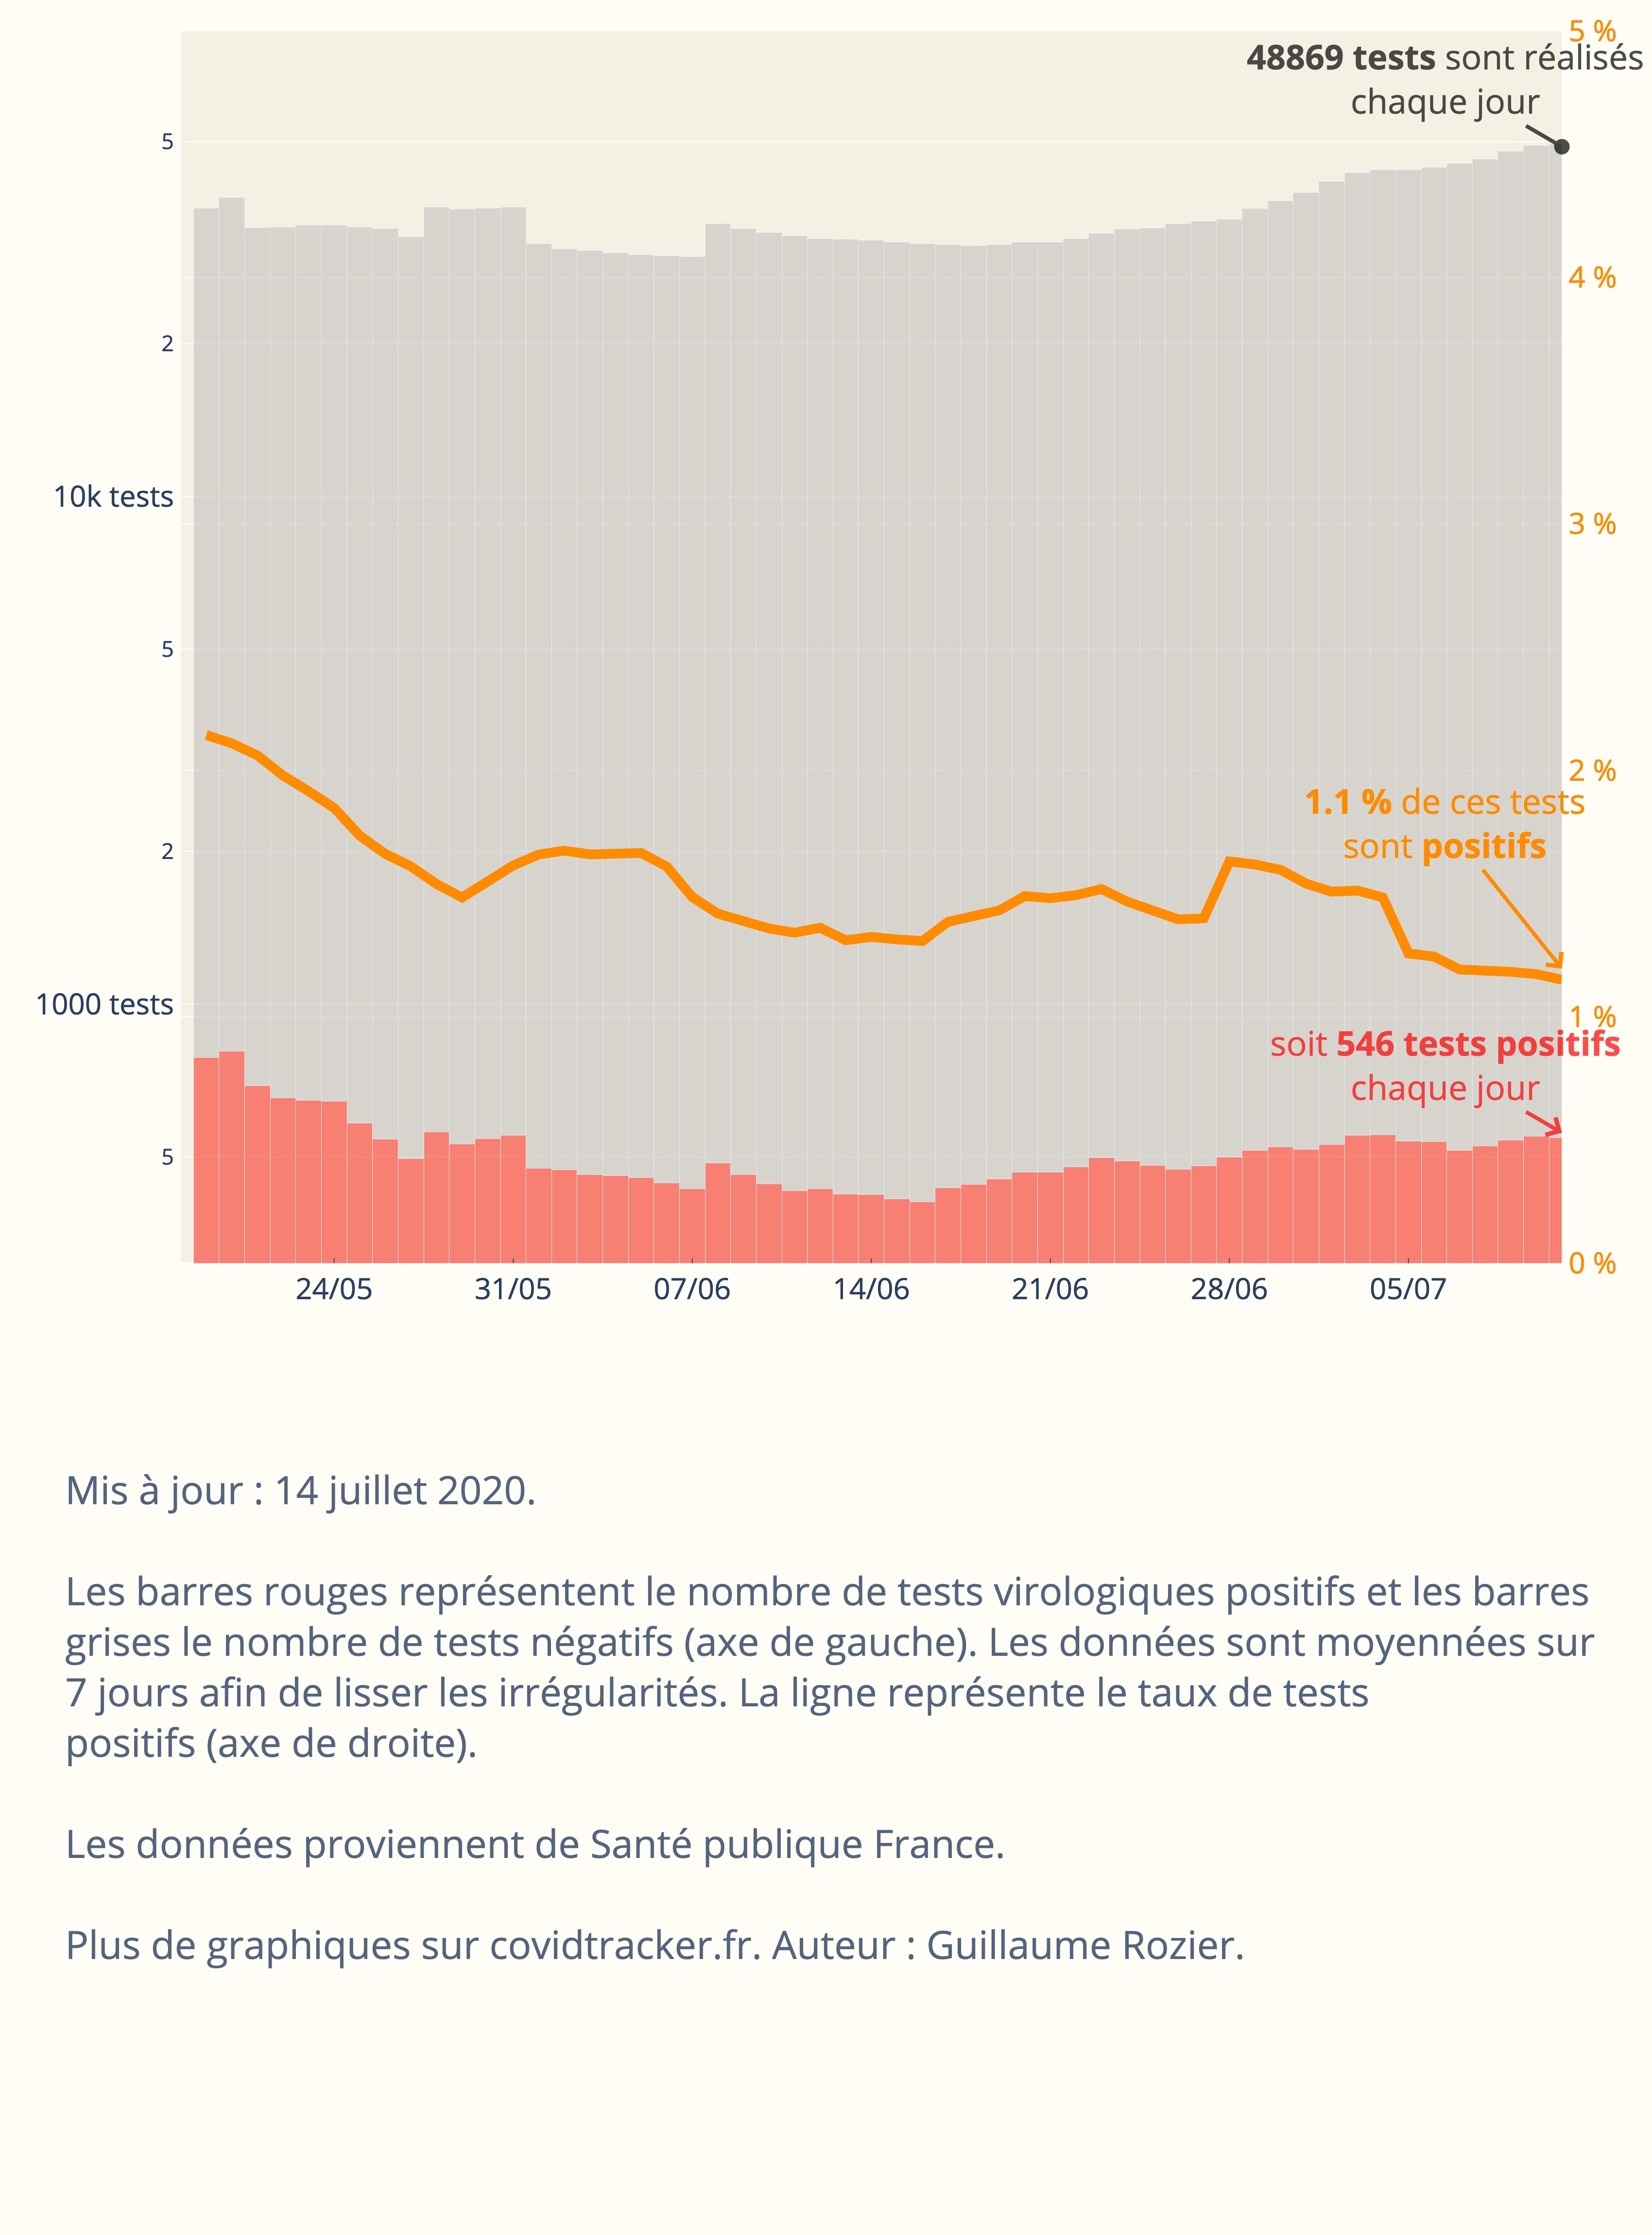 5 %
48869 tests sont réalisés
chaque jour
5
4 %
2
10k tests
3 %
5
2 %
1.1 % de ces tests
sont positifs
2
1000 tests
1 %
soit 546 tests positifs
chaque jour
5
0 %
24/05 31/05 07/06 14/06 21/06 28/06 05/07
Mis à jour : 14 juillet 2020.
Les barres rouges représentent le nombre de tests virologiques positifs et les barres
grises le nombre de tests négatifs (axe de gauche). Les données sont moyennées sur
7 jours afin de lisser les irrégularités. La ligne représente le taux de tests
positifs (axe de droite).
Les données proviennent de Santé publique France.
Plus de graphiques sur covidtracker.fr. Auteur : Guillaume Rozier.